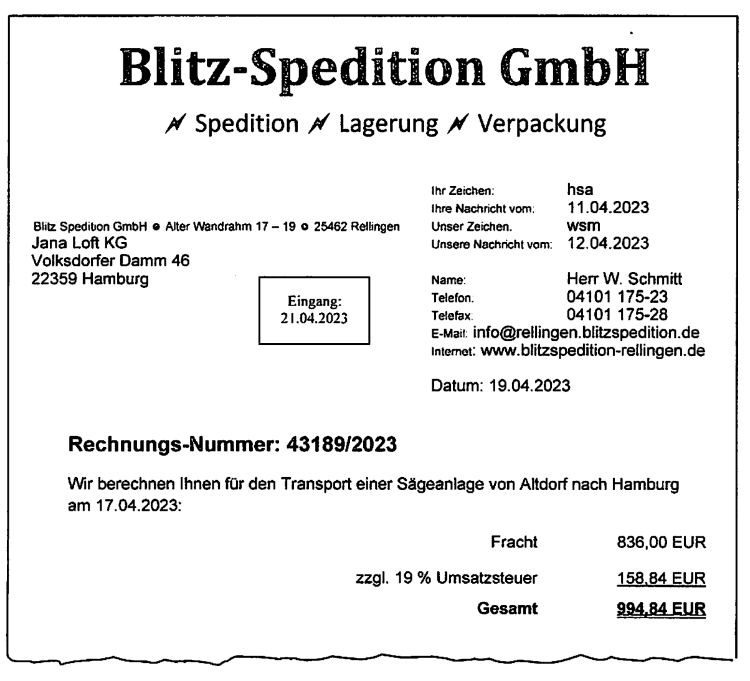 Blitz-Spedition GmbH
Spedition Lagerung Verpackung
Ihr Zeichen: hsa
Ihre Nachricht vom: 11.04.2023
Unser Zeichen. wsm
Unsere Nachricht vom: 12.04.2023
Blitz Spedition GmbH • Alter Wandrahm 17 – 19 • 25462 Rellingen
Jana Loft KG
Volksdorfer Damm 46
22359 Hamburg
Eingang:
21.04.2023
Name: Herr W. Schmitt
Telefon. 04101 175-23
Telefax: 04101 175-28
E-Mail: info@rellingen.blitzspedition.de
Internet: www.blitzspedition-rellingen.de
Datum: 19.04.2023
Rechnungs-Nummer: 43189/2023
Wir berechnen Ihnen für den Transport einer Sägeanlage von Altdorf nach Hamburg
am 17.04.2023:
Fracht 836,00 EUR
zzgl. 19 % Umsatzsteuer 158,84 EUR
Gesamt 994,84 EUR